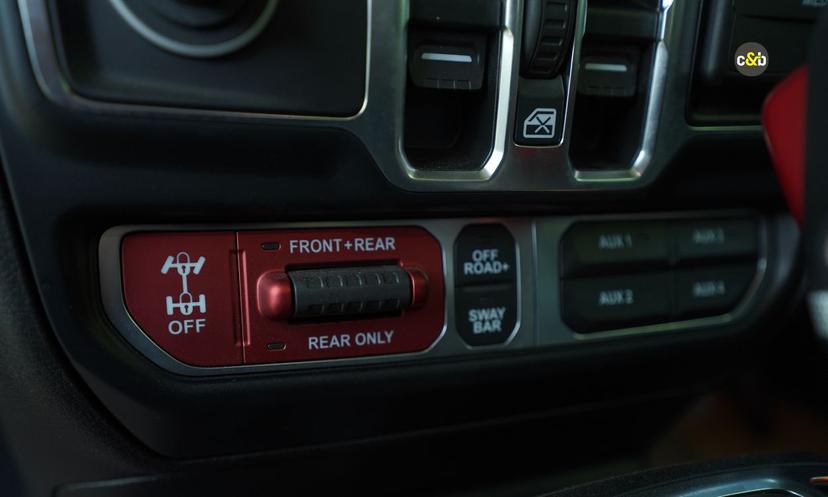 c&b
FRONT+REAR
OFF
REAR ONLY
OFF
ROAD+
SWAY
BAR
AUX 1
AUX 3
AUX 2
AUX 4